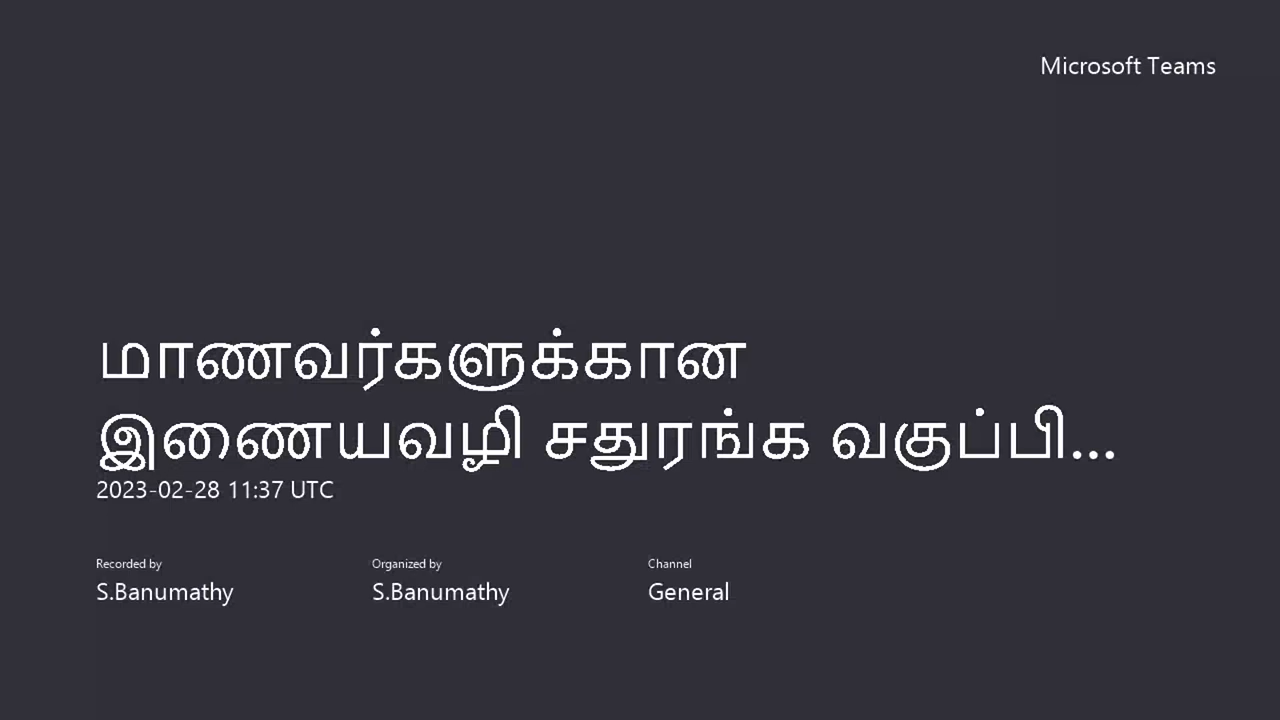 Microsoft Teams
மாணவர்களுக்கான
இணையவழி சதுரங்க வகுப்பி...
2023-02-28 11:37 UTC
Recorded by Organized by Channel
S.Banumathy S.Banumathy General